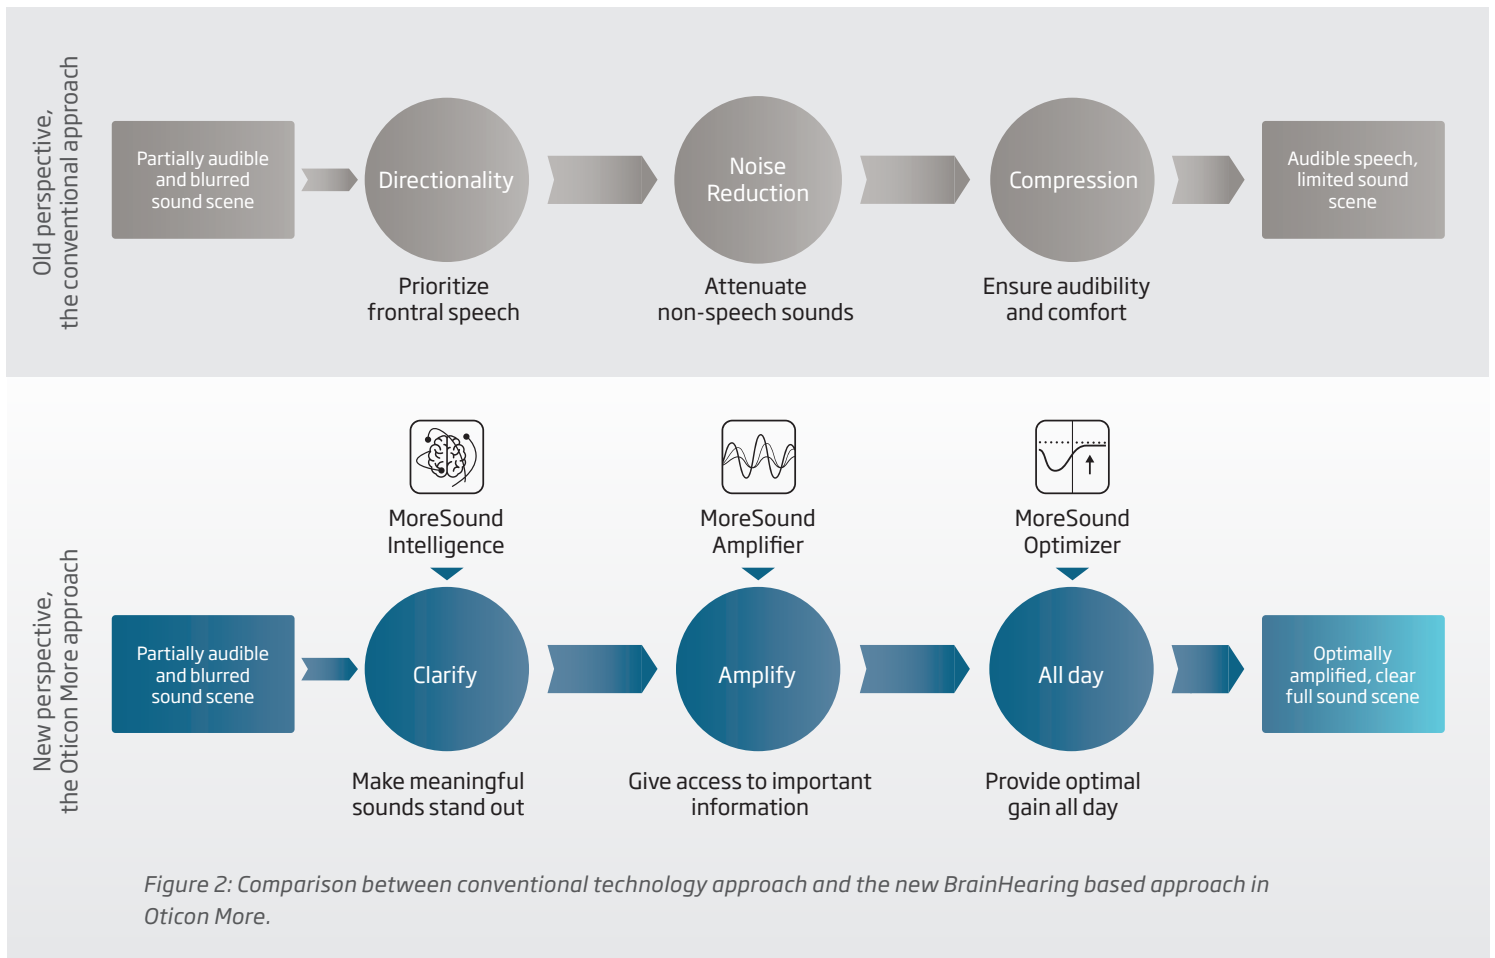 Old perspective,
the conventional approach
Partially audible
and blurred
sound scene
Directionality
Prioritize
frontral speech
Noise
Reduction
Attenuate
non-speech sounds
Compression
Ensure audibility
and comfort
Audible speech,
limited sound
scene
New perspective,
the Oticon More approach
Partially audible
and blurred
sound scene
MoreSound
Intelligence
Clarify
Make meaningful
sounds stand out
MoreSound
Amplifier
Amplify
Give access to important
information
MoreSound
Optimizer
All day
Provide optimal
gain all day
Optimally
amplified, clear
full sound scene
Figure 2: Comparison between conventional technology approach and the new BrainHearing based approach in
Oticon More.